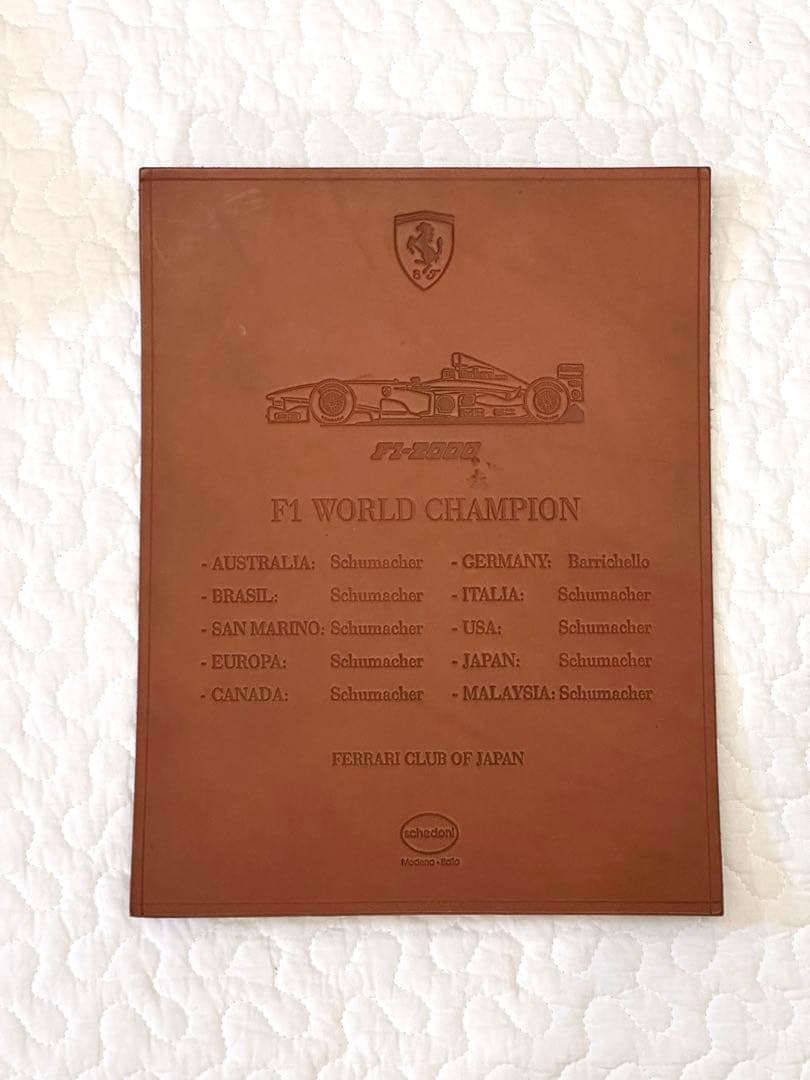 S F
F1-2000
F1 WORLD CHAMPION
- AUSTRALIA: Schumacher - GERMANY: Barrichello
- BRASIL: Schumacher - ITALIA: Schumacher
- SAN MARINO: Schumacher - USA: Schumacher
- EUROPA: Schumacher - JAPAN: Schumacher
- CANADA: Schumacher - MALAYSIA: Schumacher
FERRARI CLUB OF JAPAN
schedoni
Modena - Italia